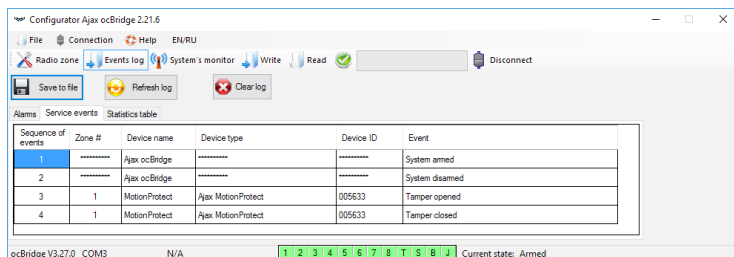 Configurator Ajax ocBridge 2.21.6
File Connection Help EN/RU
Radio zone Events log System's monitor Write Read Disconnect
Save to file Refresh log Clear log
Alarms Service events Statistics table
Sequence of events Zone # Device name Device type Device ID Event
1 ********** Ajax ocBridge ********** ********** System armed
2 ********** Ajax ocBridge ********** ********** System disarmed
3 1 MotionProtect Ajax MotionProtect 005633 Tamper opened
4 1 MotionProtect Ajax MotionProtect 005633 Tamper closed
ocBridge V3.27.0 COM3 N/A 1 2 3 4 5 6 7 8 T S B J Current state: Armed